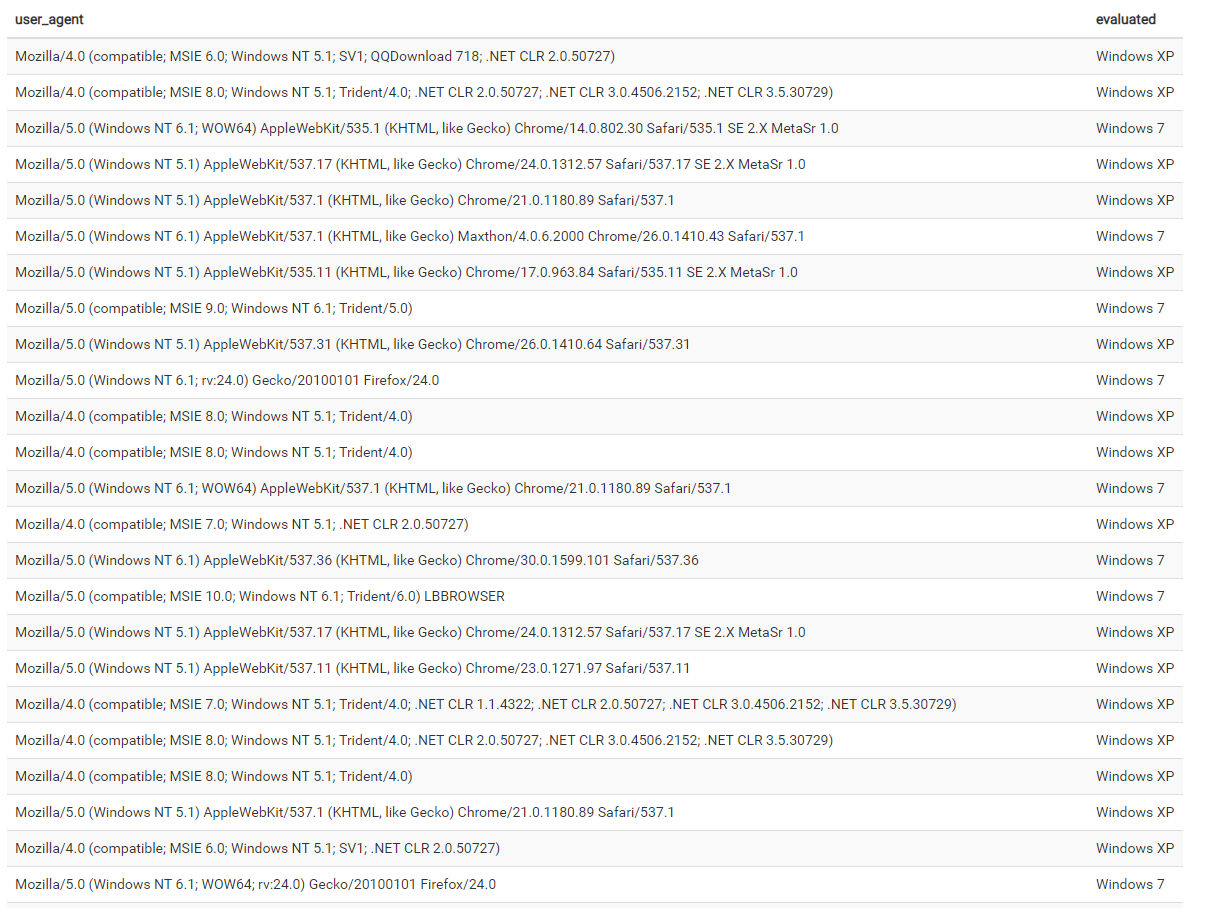 user_agent evaluated
Mozilla/4.0 (compatible; MSIE 6.0; Windows NT 5.1; SV1; QQDownload 718; .NET CLR 2.0.50727) Windows XP
Mozilla/4.0 (compatible; MSIE 8.0; Windows NT 5.1; Trident/4.0; .NET CLR 2.0.50727; .NET CLR 3.0.4506.2152; .NET CLR 3.5.30729) Windows XP
Mozilla/5.0 (Windows NT 6.1; WOW64) AppleWebKit/535.1 (KHTML, like Gecko) Chrome/14.0.802.30 Safari/535.1 SE 2.X MetaSr 1.0 Windows 7
Mozilla/5.0 (Windows NT 5.1) AppleWebKit/537.17 (KHTML, like Gecko) Chrome/24.0.1312.57 Safari/537.17 SE 2.X MetaSr 1.0 Windows XP
Mozilla/5.0 (Windows NT 5.1) AppleWebKit/537.1 (KHTML, like Gecko) Chrome/21.0.1180.89 Safari/537.1 Windows XP
Mozilla/5.0 (Windows NT 6.1) AppleWebKit/537.1 (KHTML, like Gecko) Maxthon/4.0.6.2000 Chrome/26.0.1410.43 Safari/537.1 Windows 7
Mozilla/5.0 (Windows NT 5.1) AppleWebKit/535.11 (KHTML, like Gecko) Chrome/17.0.963.84 Safari/535.11 SE 2.X MetaSr 1.0 Windows XP
Mozilla/5.0 (compatible; MSIE 9.0; Windows NT 6.1; Trident/5.0) Windows 7
Mozilla/5.0 (Windows NT 5.1) AppleWebKit/537.31 (KHTML, like Gecko) Chrome/26.0.1410.64 Safari/537.31 Windows XP
Mozilla/5.0 (Windows NT 6.1; rv:24.0) Gecko/20100101 Firefox/24.0 Windows 7
Mozilla/4.0 (compatible; MSIE 8.0; Windows NT 5.1; Trident/4.0) Windows XP
Mozilla/4.0 (compatible; MSIE 8.0; Windows NT 5.1; Trident/4.0) Windows XP
Mozilla/5.0 (Windows NT 6.1; WOW64) AppleWebKit/537.1 (KHTML, like Gecko) Chrome/21.0.1180.89 Safari/537.1 Windows 7
Mozilla/4.0 (compatible; MSIE 7.0; Windows NT 5.1; .NET CLR 2.0.50727) Windows XP
Mozilla/5.0 (Windows NT 6.1) AppleWebKit/537.36 (KHTML, like Gecko) Chrome/30.0.1599.101 Safari/537.36 Windows 7
Mozilla/5.0 (compatible; MSIE 10.0; Windows NT 6.1; Trident/6.0) LBBROWSER Windows 7
Mozilla/5.0 (Windows NT 5.1) AppleWebKit/537.17 (KHTML, like Gecko) Chrome/24.0.1312.57 Safari/537.17 SE 2.X MetaSr 1.0 Windows XP
Mozilla/5.0 (Windows NT 5.1) AppleWebKit/537.11 (KHTML, like Gecko) Chrome/23.0.1271.97 Safari/537.11 Windows XP
Mozilla/4.0 (compatible; MSIE 7.0; Windows NT 5.1; Trident/4.0; .NET CLR 1.1.4322; .NET CLR 2.0.50727; .NET CLR 3.0.4506.2152; .NET CLR 3.5.30729) Windows XP
Mozilla/4.0 (compatible; MSIE 8.0; Windows NT 5.1; Trident/4.0; .NET CLR 2.0.50727; .NET CLR 3.0.4506.2152; .NET CLR 3.5.30729) Windows XP
Mozilla/4.0 (compatible; MSIE 8.0; Windows NT 5.1; Trident/4.0) Windows XP
Mozilla/5.0 (Windows NT 5.1) AppleWebKit/537.1 (KHTML, like Gecko) Chrome/21.0.1180.89 Safari/537.1 Windows XP
Mozilla/4.0 (compatible; MSIE 6.0; Windows NT 5.1; SV1; .NET CLR 2.0.50727) Windows XP
Mozilla/5.0 (Windows NT 6.1; WOW64; rv:24.0) Gecko/20100101 Firefox/24.0 Windows 7